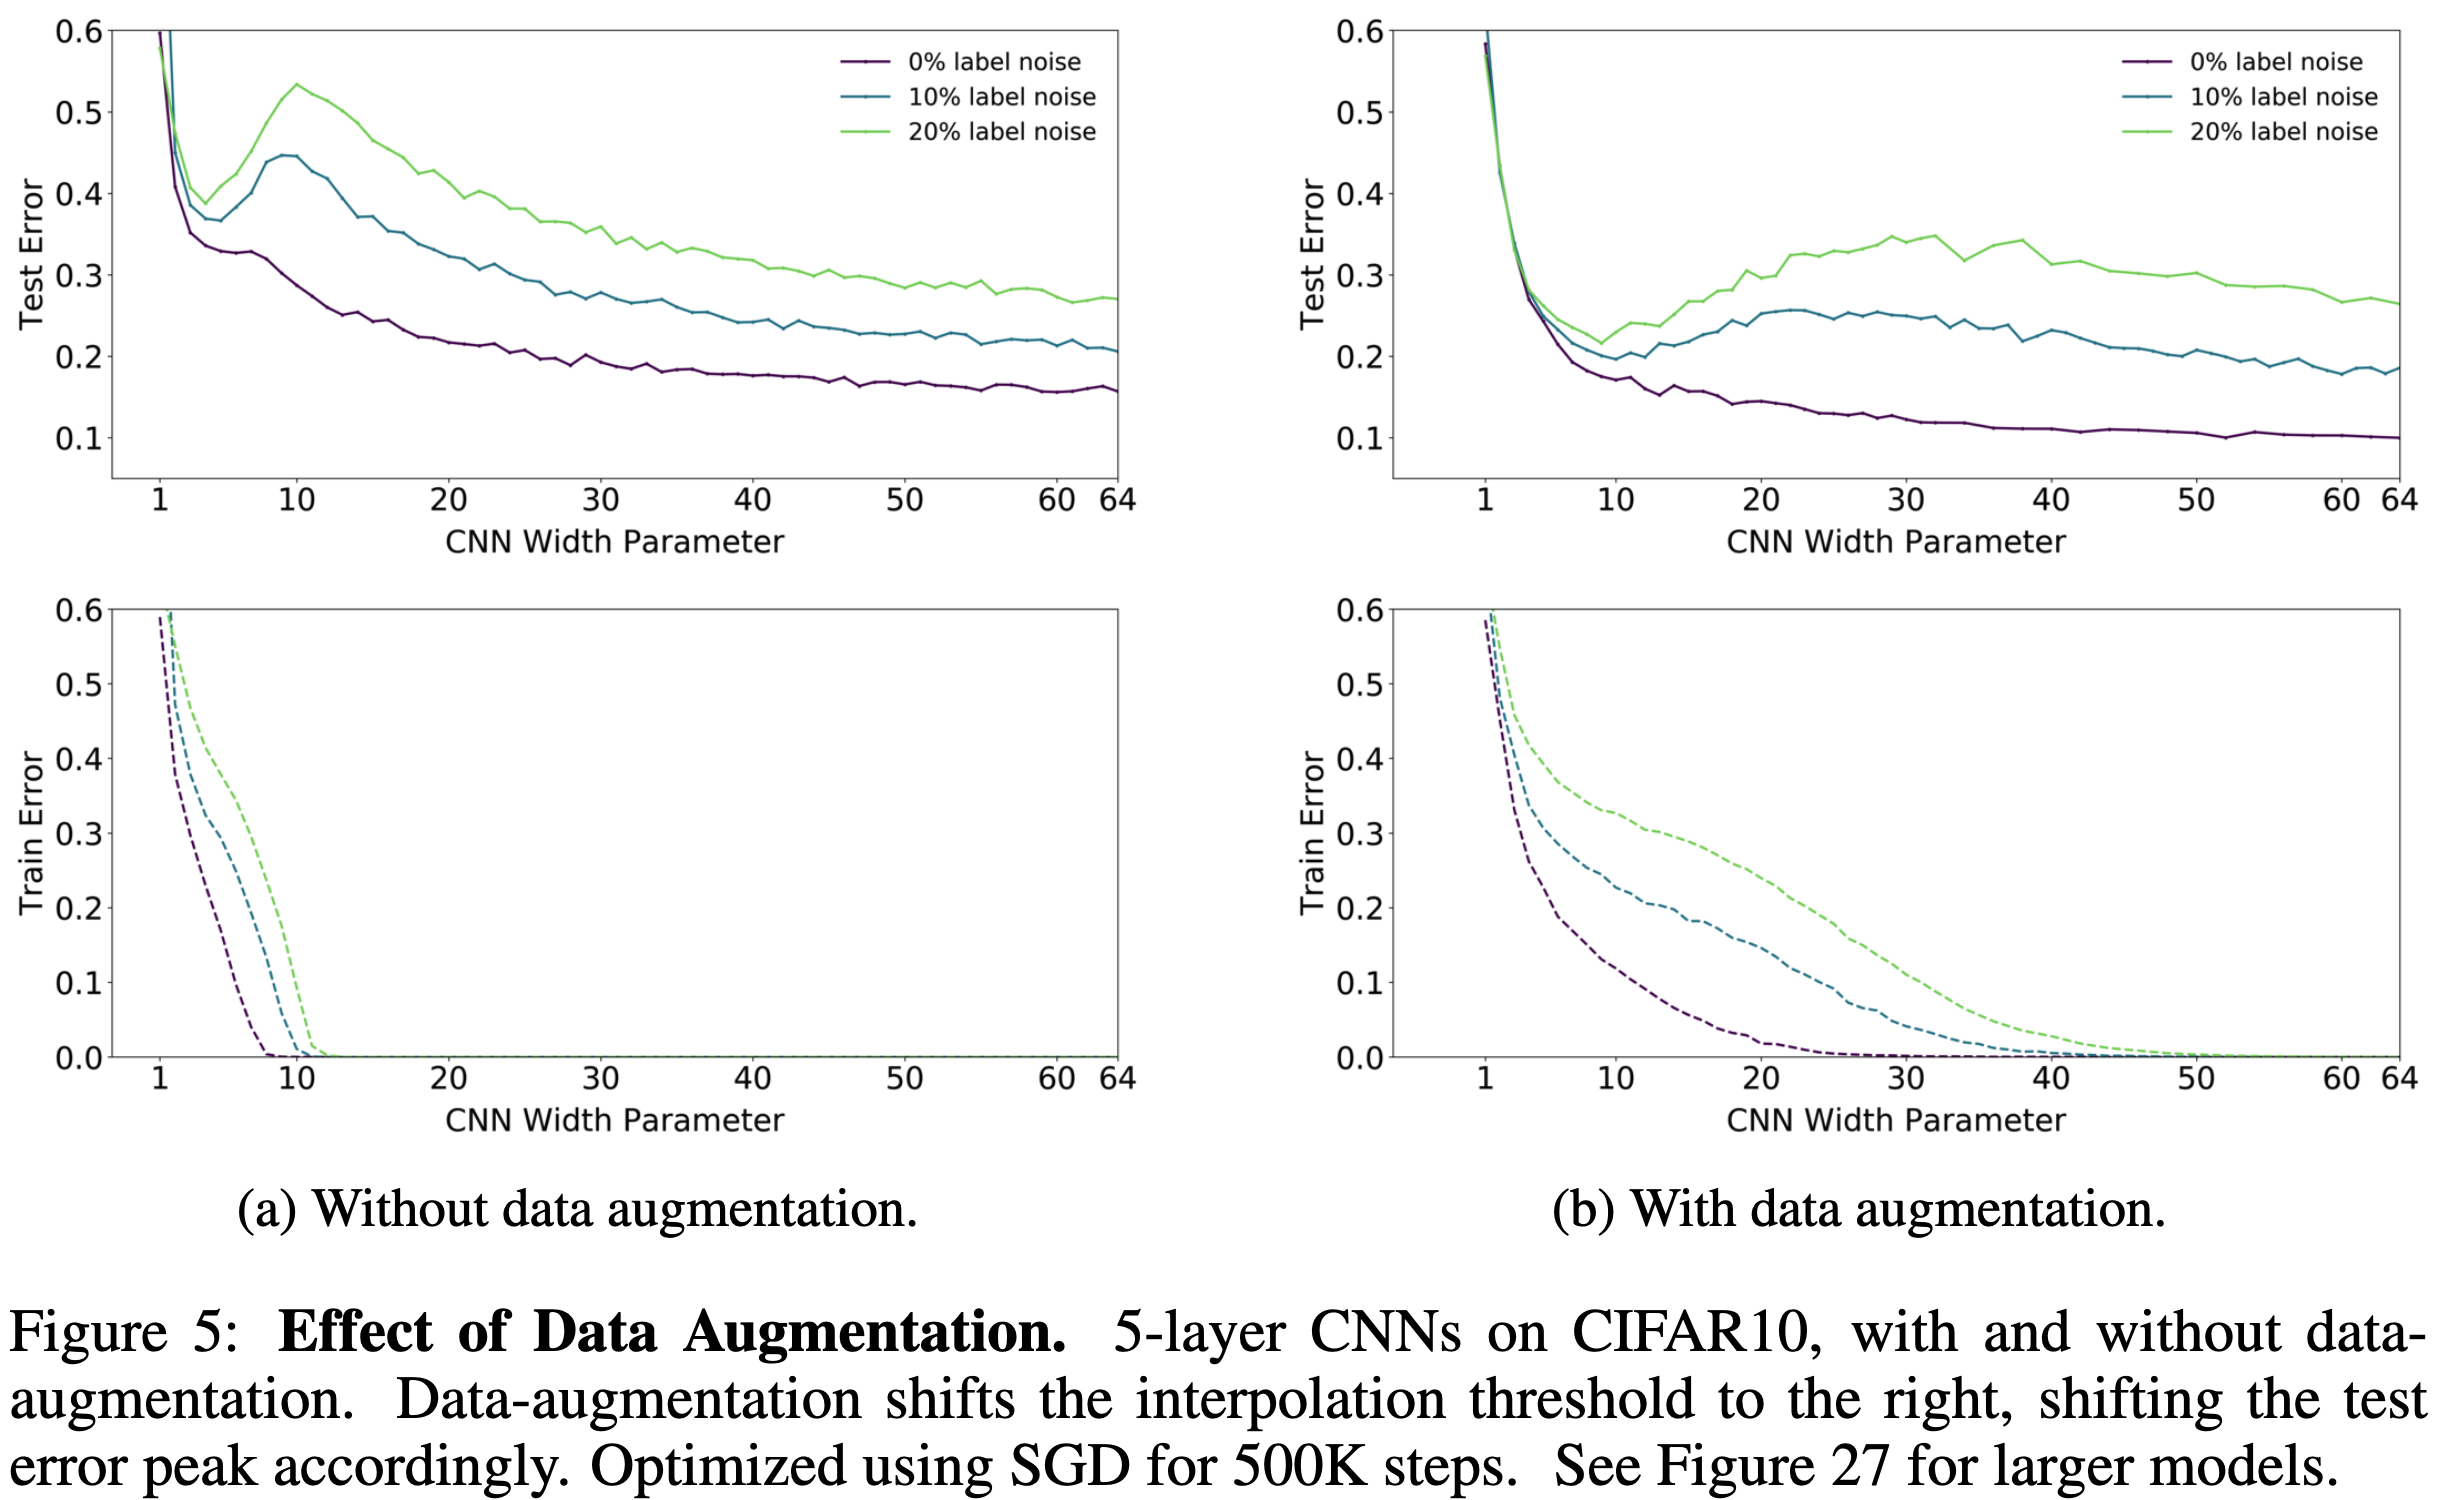 0.6
0.5
0.4
0.3
0.2
0.1
Test Error
0% label noise
10% label noise
20% label noise
1 10 20 30 40 50 60 64
CNN Width Parameter
0.6
0.5
0.4
0.3
0.2
0.1
Test Error
0% label noise
10% label noise
20% label noise
1 10 20 30 40 50 60 64
CNN Width Parameter
0.6
0.5
0.4
0.3
0.2
0.1
0.0
Train Error
1 10 20 30 40 50 60 64
CNN Width Parameter
0.6
0.5
0.4
0.3
0.2
0.1
0.0
Train Error
1 10 20 30 40 50 60 64
CNN Width Parameter
(a) Without data augmentation.
(b) With data augmentation.
Figure 5: Effect of Data Augmentation. 5-layer CNNs on CIFAR10, with and without data-
augmentation. Data-augmentation shifts the interpolation threshold to the right, shifting the test
error peak accordingly. Optimized using SGD for 500K steps. See Figure 27 for larger models.